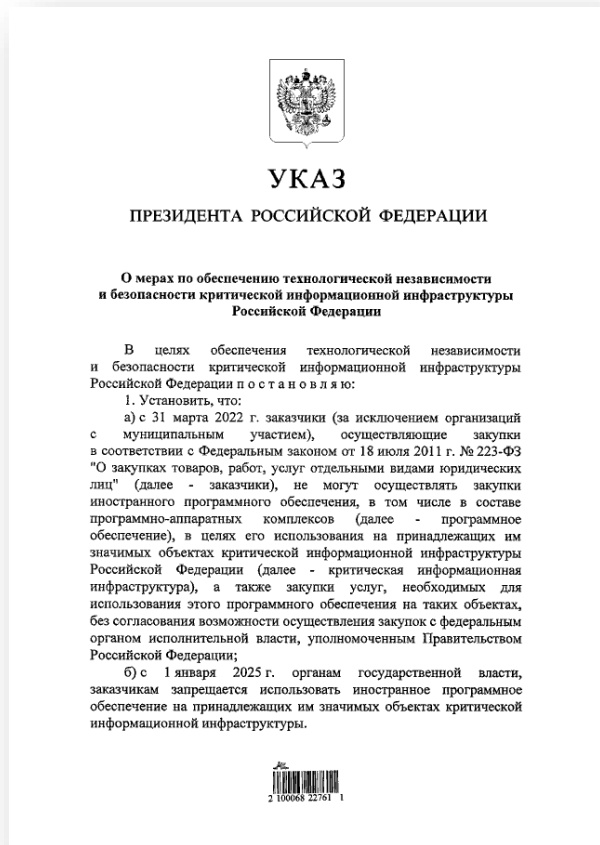 УКАЗ
ПРЕЗИДЕНТА РОССИЙСКОЙ ФЕДЕРАЦИИ
О мерах по обеспечению технологической независимости
и безопасности критической информационной инфраструктуры
Российской Федерации
В целях обеспечения технологической независимости
и безопасности критической информационной инфраструктуры
Российской Федерации п о с т а н о в л я ю:
1. Установить, что:
а) с 31 марта 2022 г. заказчики (за исключением организаций
с муниципальным участием), осуществляющие закупки
в соответствии с Федеральным законом от 18 июля 2011 г. № 223-ФЗ
"О закупках товаров, работ, услуг отдельными видами юридических
лиц" (далее - заказчики), не могут осуществлять закупки
иностранного программного обеспечения, в том числе в составе
программно-аппаратных комплексов (далее - программное
обеспечение), в целях его использования на принадлежащих им
значимых объектах критической информационной инфраструктуры
Российской Федерации (далее - критическая информационная
инфраструктура), а также закупки услуг, необходимых для
использования этого программного обеспечения на таких объектах,
без согласования возможности осуществления закупок с федеральным
органом исполнительной власти, уполномоченным Правительством
Российской Федерации;
б) с 1 января 2025 г. органам государственной власти,
заказчикам запрещается использовать иностранное программное
обеспечение на принадлежащих им значимых объектах критической
информационной инфраструктуры.
2 100068 22761 1